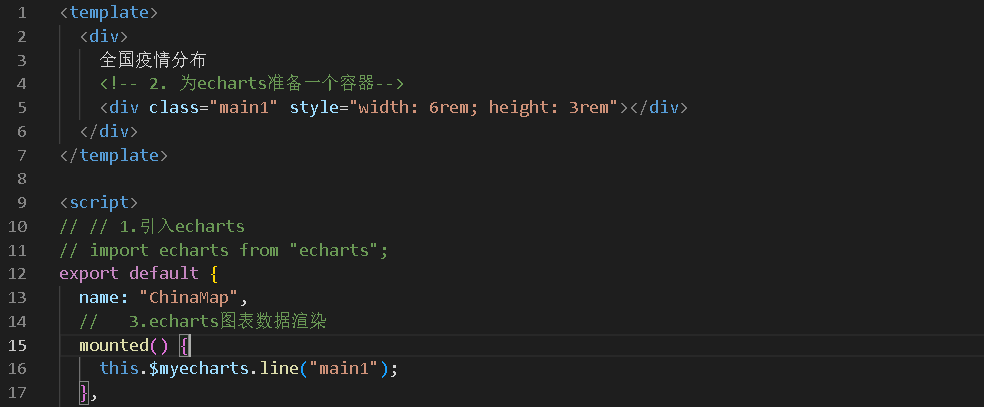 1 <template>
2 <div>
3 全国疫情分布
4 <!-- 2. 为echarts准备一个容器-->
5 <div class="main1" style="width: 6rem; height: 3rem"></div>
6 </div>
7 </template>
8
9 <script>
10 // // 1.引入echarts
11 // import echarts from "echarts";
12 export default {
13 name: "ChinaMap",
14 //   3.echarts图表数据渲染
15 mounted() {
16 this.$myecharts.line("main1");
17 },